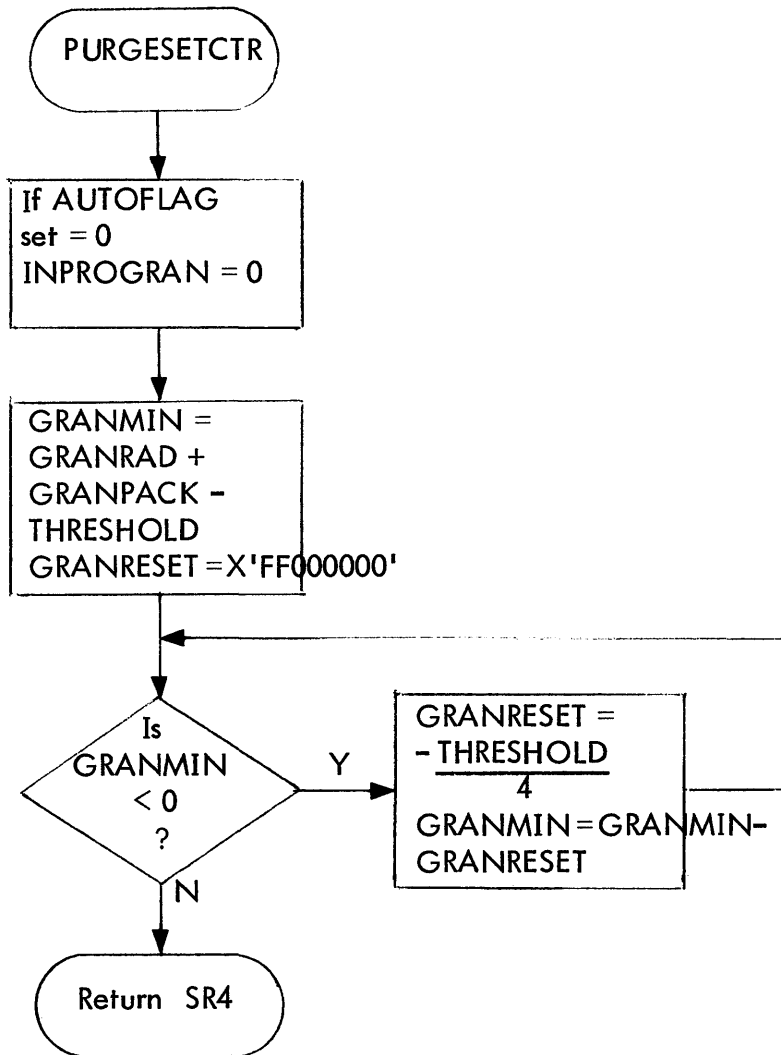 PURGESETCTR
If AUTOFLAG
set = 0
INPROGRAN = 0
GRANMIN =
GRANRAD +
GRANPACK -
THRESHOLD
GRANRESET = X'FF000000'
Is
GRANMIN
< 0
?
Y
N
GRANRESET =
- THRESHOLD
4
GRANMIN = GRANMIN-
GRANRESET
Return SR4